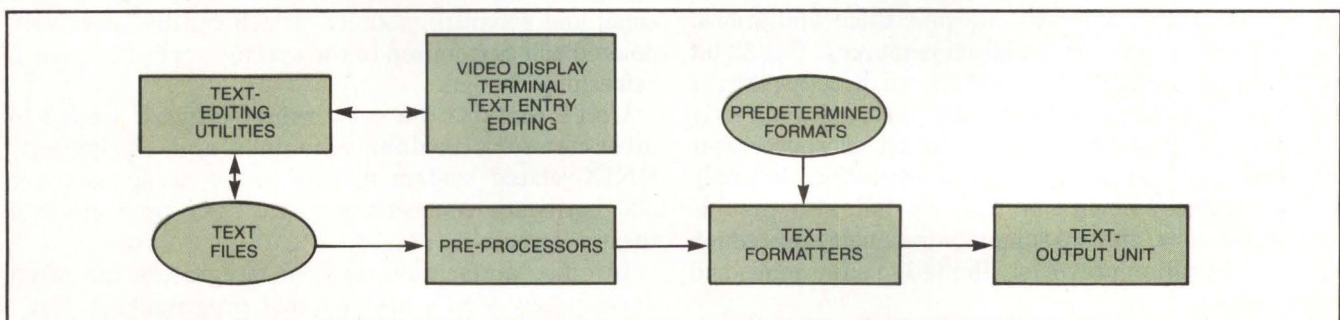 TEXT-
EDITING
UTILITIES
VIDEO DISPLAY
TERMINAL
TEXT ENTRY
EDITING
PREDETERMINED
FORMATS
TEXT
FILES
PRE-PROCESSORS
TEXT
FORMATTERS
TEXT-
OUTPUT UNIT